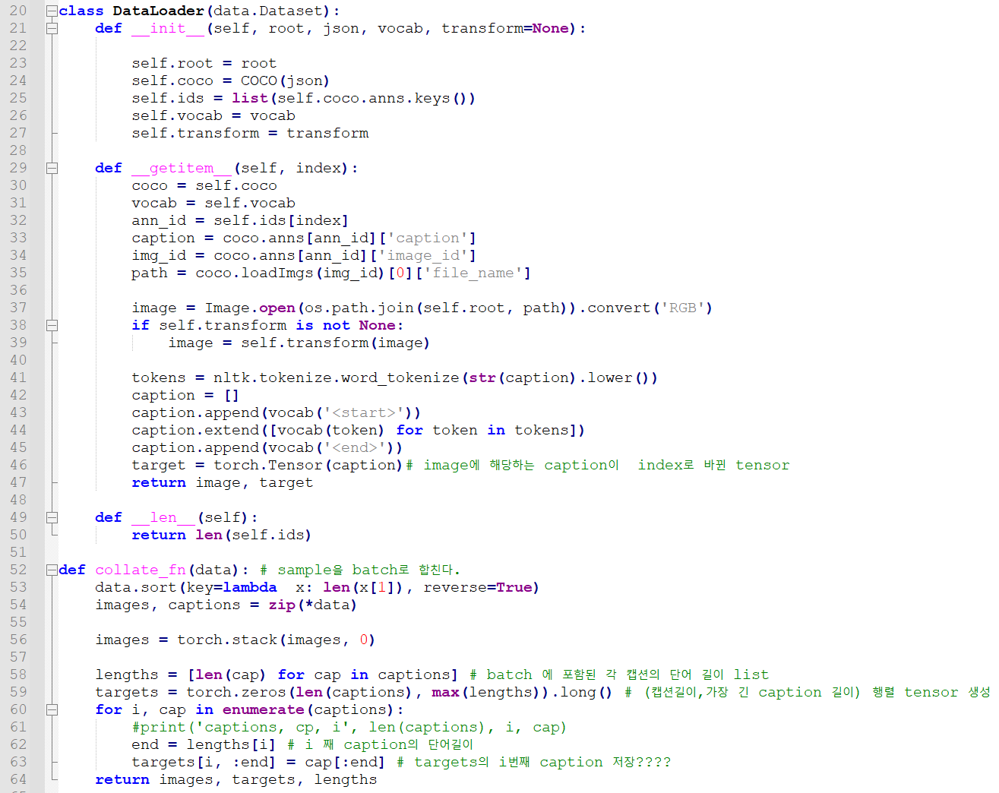 20 class DataLoader(data.Dataset):
21     def __init__(self, root, json, vocab, transform=None):
22
23         self.root = root
24         self.coco = COCO(json)
25         self.ids = list(self.coco.anns.keys())
26         self.vocab = vocab
27         self.transform = transform
28
29     def __getitem__(self, index):
30         coco = self.coco
31         vocab = self.vocab
32         ann_id = self.ids[index]
33         caption = coco.anns[ann_id]['caption']
34         img_id = coco.anns[ann_id]['image_id']
35         path = coco.loadImgs(img_id)[0]['file_name']
36
37         image = Image.open(os.path.join(self.root, path)).convert('RGB')
38         if self.transform is not None:
39             image = self.transform(image)
40
41         tokens = nltk.tokenize.word_tokenize(str(caption).lower())
42         caption = []
43         caption.append(vocab('<start>'))
44         caption.extend([vocab(token) for token in tokens])
45         caption.append(vocab('<end>'))
46         target = torch.Tensor(caption)# image에 해당하는 caption이  index로 바뀐 tensor
47         return image, target
48
49     def __len__(self):
50         return len(self.ids)
51
52 def collate_fn(data): # sample을 batch로 합친다.
53     data.sort(key=lambda  x: len(x[1]), reverse=True)
54     images, captions = zip(*data)
55
56     images = torch.stack(images, 0)
57
58     lengths = [len(cap) for cap in captions] # batch 에 포함된 각 캡션의 단어 길이 list
59     targets = torch.zeros(len(captions), max(lengths)).long() # (캡션길이,가장 긴 caption 길이) 행렬 tensor 생성
60     for i, cap in enumerate(captions):
61         #print('captions, cp, i', len(captions), i, cap)
62         end = lengths[i] # i 째 caption의 단어길이
63         targets[i, :end] = cap[:end] # targets의 i번째 caption 저장????
64     return images, targets, lengths